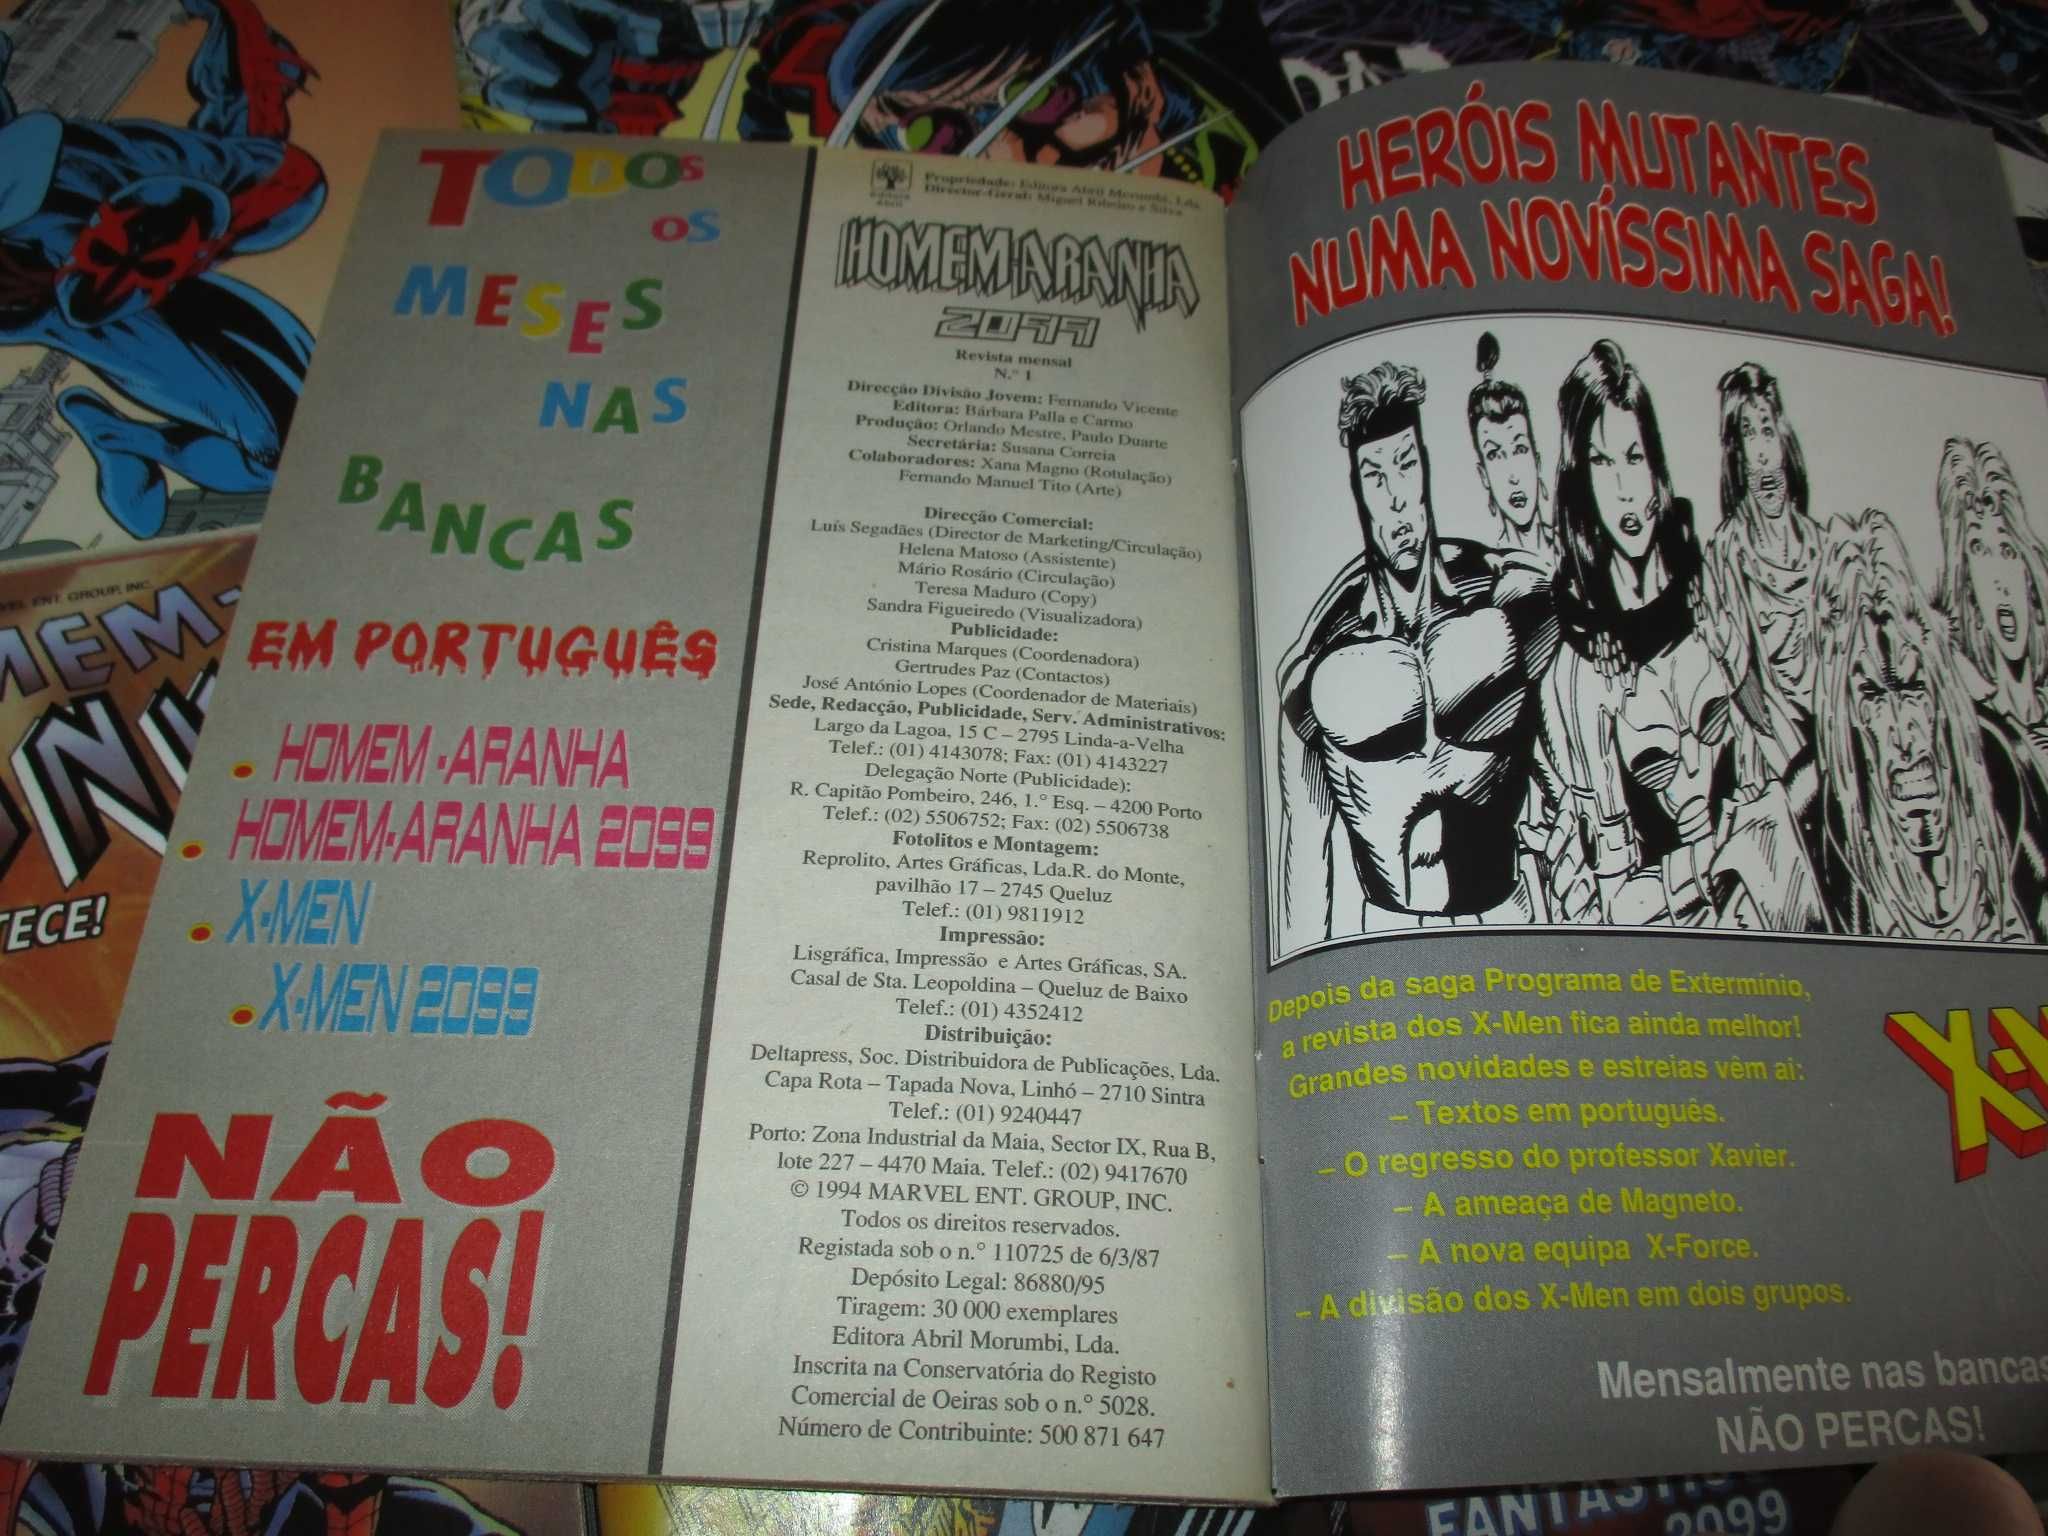 TODOS
OS
MESES
NAS
BANCAS
EM PORTUGUÊS
• HOMEM-ARANHA
• HOMEM-ARANHA 2099
• X-MEN
• X-MEN 2099
NÃO
PERCAS!
Editora
Abril
Propriedade: Editora Abril Morumbi, Lda.
Director-Geral: Miguel Ribeiro e Silva
HOMEM-ARANHA
2099
Revista mensal
N.º 1
Direcção Divisão Jovem: Fernando Vicente
Editora: Bárbara Palla e Carmo
Produção: Orlando Mestre, Paulo Duarte
Secretária: Susana Correia
Colaboradores: Xana Magno (Rotulação)
Fernando Manuel Tito (Arte)
Direcção Comercial:
Luís Segadães (Director de Marketing/Circulação)
Helena Matoso (Assistente)
Mário Rosário (Circulação)
Teresa Maduro (Copy)
Sandra Figueiredo (Visualizadora)
Publicidade:
Cristina Marques (Coordenadora)
Gertrudes Paz (Contactos)
José António Lopes (Coordenador de Materiais)
Sede, Redacção, Publicidade, Serv. Administrativos:
Largo da Lagoa, 15 C – 2795 Linda-a-Velha
Telef.: (01) 4143078; Fax: (01) 4143227
Delegação Norte (Publicidade):
R. Capitão Pombeiro, 246, 1.° Esq. – 4200 Porto
Telef.: (02) 5506752; Fax: (02) 5506738
Fotolitos e Montagem:
Reprolito, Artes Gráficas, Lda.R. do Monte,
pavilhão 17 – 2745 Queluz
Telef.: (01) 9811912
Impressão:
Lisgráfica, Impressão e Artes Gráficas, SA.
Casal de Sta. Leopoldina – Queluz de Baixo
Telef.: (01) 4352412
Distribuição:
Deltapress, Soc. Distribuidora de Publicações, Lda.
Capa Rota – Tapada Nova, Linhó – 2710 Sintra
Telef.: (01) 9240447
Porto: Zona Industrial da Maia, Sector IX, Rua B,
lote 227 – 4470 Maia. Telef.: (02) 9417670
© 1994 MARVEL ENT. GROUP, INC.
Todos os direitos reservados.
Registada sob o n.° 110725 de 6/3/87
Depósito Legal: 86880/95
Tiragem: 30 000 exemplares
Editora Abril Morumbi, Lda.
Inscrita na Conservatória do Registo
Comercial de Oeiras sob o n.° 5028.
Número de Contribuinte: 500 871 647
HERÓIS MUTANTES
NUMA NOVÍSSIMA SAGA!
Depois da saga Programa de Extermínio,
a revista dos X-Men fica ainda melhor!
Grandes novidades e estreias vêm ai:
– Textos em português.
– O regresso do professor Xavier.
– A ameaça de Magneto.
– A nova equipa X-Force.
– A divisão dos X-Men em dois grupos.
Mensalmente nas bancas
NÃO PERCAS!
ENT. GROUP, INC.
TECE!
2099